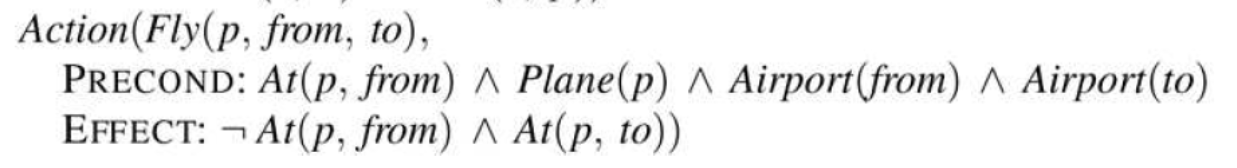 Action(Fly(p, from, to),
PRECOND: At(p, from) ∧ Plane(p) ∧ Airport(from) ∧ Airport(to)
EFFECT: ¬ At(p, from) ∧ At(p, to))